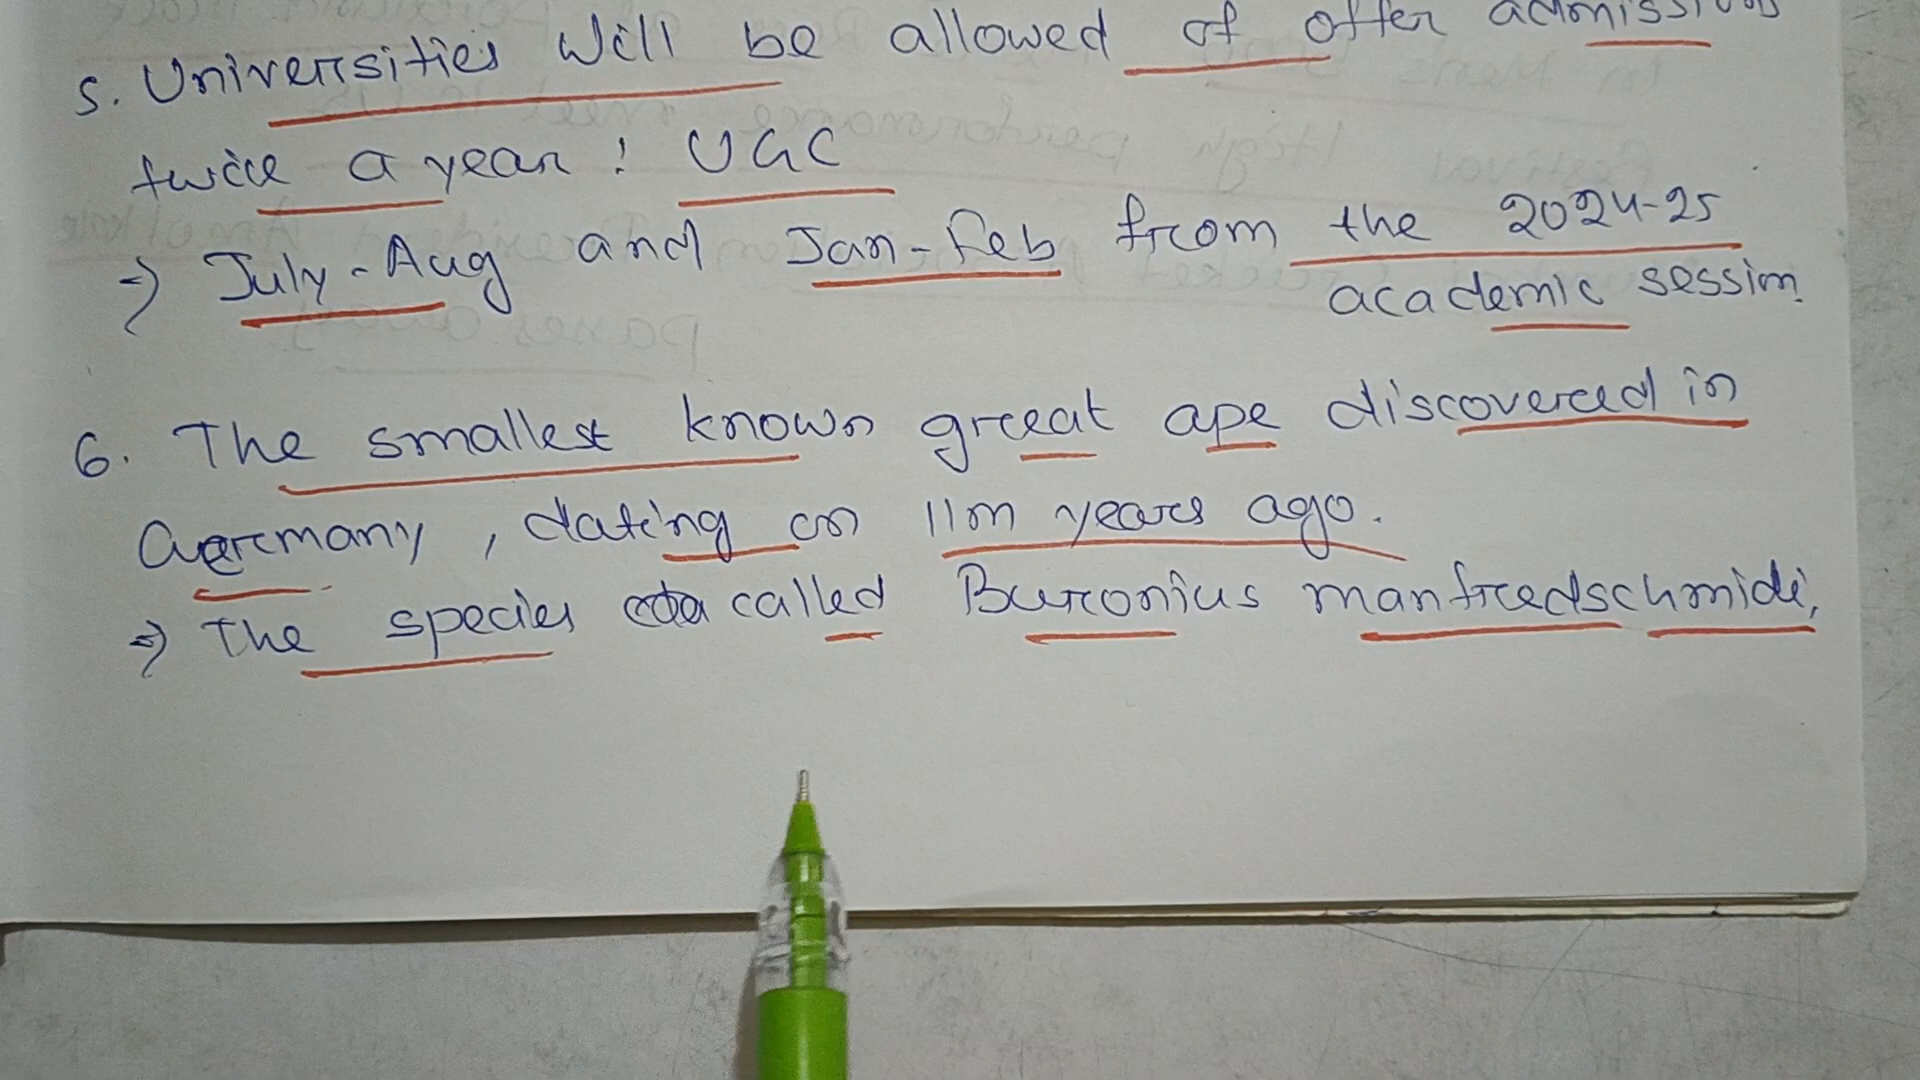 5. Universities will be allowed of offer admissions
twice a year : UGC
⇒ July-Aug and Jan-Feb from the 2024-25
academic session
6. The smallest known great ape discovered in
Germany, dating on 11m years ago.
⇒ The species called Buronius manfredschmidi,